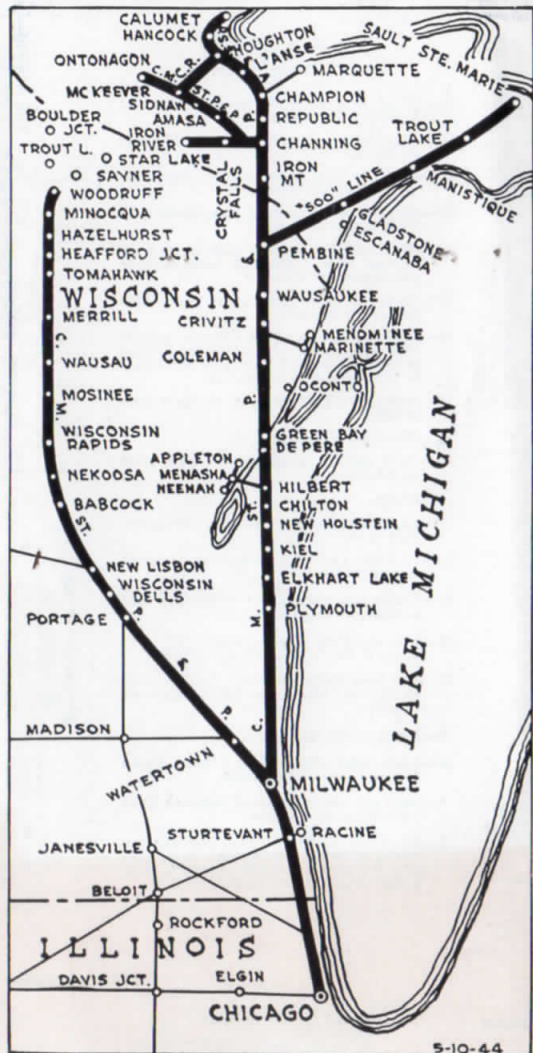 CALUMET
HANCOCK
HOUGHTON
L'ANSE
SAULT STE. MARIE
ONTONAGON
C.R.
MARQUETTE
MCKEEVER
CHAMPION
SIDNAW
ST. P. & P.
REPUBLIC
AMASA
BOULDER
JCT.
IRON
RIVER
CHANNING
TROUT
LAKE
TROUT L.
STAR LAKE
SAYNER
CRYSTAL
FALLS
IRON
MT
"SOO" LINE
MANISTIQUE
WOODRUFF
MINOCQUA
HAZELHURST
HEAFFORD JCT.
TOMAHAWK
PEMBINE
GLADSTONE
ESCANABA
WISCONSIN
WAUSAUKEE
MERRILL
CRIVITZ
MENOMINEE
MARINETTE
WAUSAU
COLEMAN
MOSINEE
OCONTO
WISCONSIN
RAPIDS
GREEN BAY
DE PERE
APPLETON
MENASHA
NEENAH
NEKOOSA
HILBERT
BABCOCK
CHILTON
NEW HOLSTEIN
KIEL
NEW LISBON
ELKHART LAKE
WISCONSIN
DELLS
PLYMOUTH
PORTAGE
C. M. ST. P. & P.
C. M. ST. P. &
LAKE MICHIGAN
MADISON
WATERTOWN
MILWAUKEE
STURTEVANT
RACINE
JANESVILLE
BELOIT
ROCKFORD
ILLINOIS
DAVIS JCT.
ELGIN
CHICAGO
5-10-44